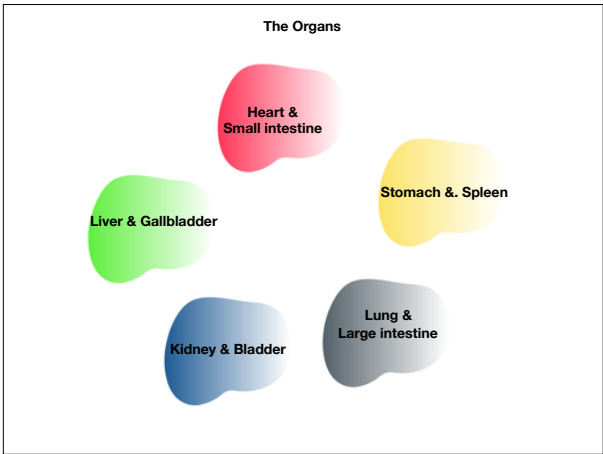 The Organs
Heart &
Small intestine
Stomach &. Spleen
Liver & Gallbladder
Lung &
Large intestine
Kidney & Bladder